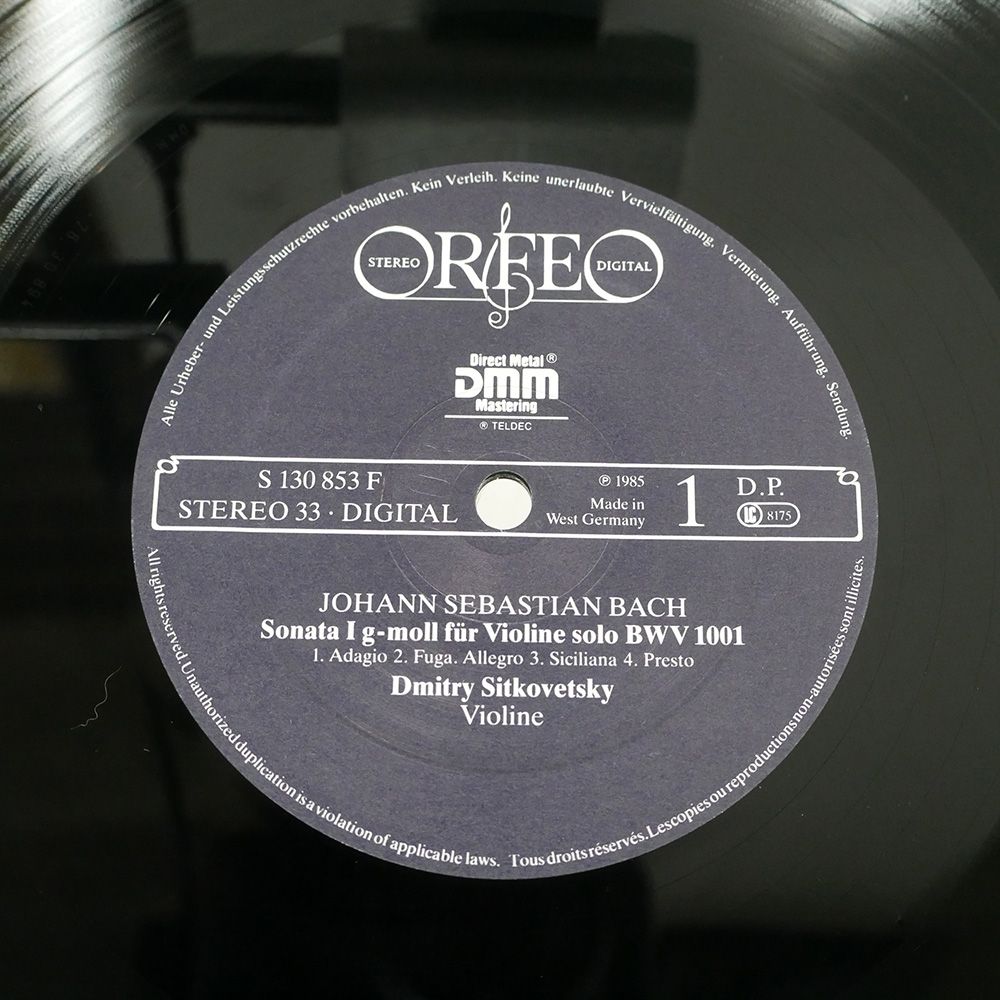 Alle Urheber- und Leistungsschutzrechte vorbehalten. Kein Verleih. Keine unerlaubte Vervielfältigung, Vermietung, Aufführung, Sendung.
ORFEO
STEREO
DIGITAL
Direct Metal ®
DMM
Mastering
® TELDEC
S 130 853 F
STEREO 33 · DIGITAL
℗ 1985
Made in
West Germany
1
D.P.
LC 8175
JOHANN SEBASTIAN BACH
Sonata I g-moll für Violine solo BWV 1001
1. Adagio 2. Fuga. Allegro 3. Siciliana 4. Presto
Dmitry Sitkovetsky
Violine
All rights reserved. Unauthorized duplication is a violation of applicable laws. Tous droits réservés. Les copies ou reproductions non-autorisées sont illicites.